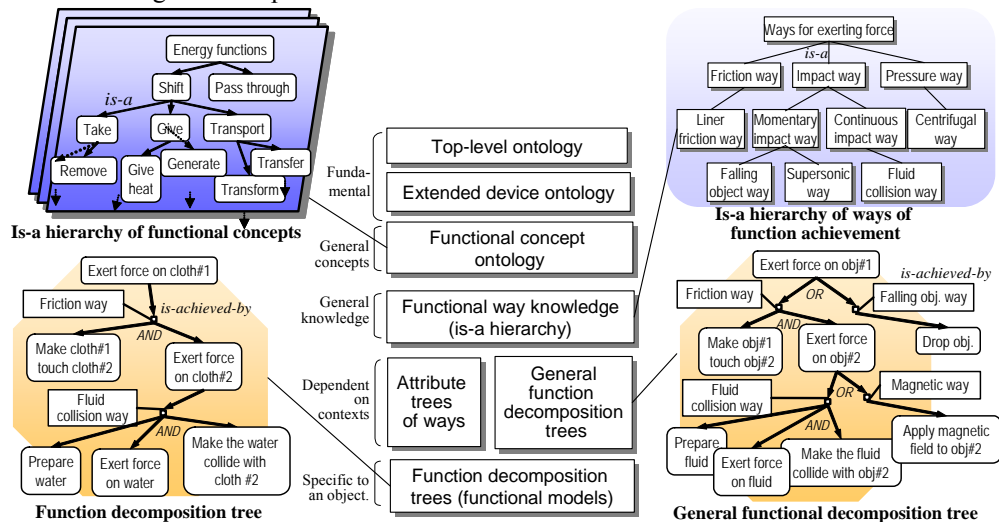 Energy functions
Shift
Pass through
is-a
Take
Give
Transport
Remove
Give
heat
Generate
Transfer
Transform
Is-a hierarchy of functional concepts
Ways for exerting force
is-a
Friction way
Impact way
Pressure way
Liner
friction way
Momentary
impact way
Continuous
impact way
Centrifugal
way
Falling
object way
Supersonic
way
Fluid
collision way
Is-a hierarchy of ways of
function achievement
Funda-
mental
Top-level ontology
Extended device ontology
General
concepts
Functional concept
ontology
General
knowledge
Functional way knowledge
(is-a hierarchy)
Dependent
on
contexts
Attribute
trees
of ways
General
function
decomposition
trees
Specific to
an object.
Function decomposition
trees (functional models)
Exert force on cloth#1
Friction way
is-achieved-by
AND
Make cloth#1
touch cloth#2
Exert force
on cloth#2
Fluid
collision way
AND
Prepare
water
Exert force
on water
Make the water
collide with
cloth #2
Function decomposition tree
Exert force on obj#1
is-achieved-by
Friction way
OR
Falling obj. way
AND
Make obj#1
touch obj#2
Exert force
on obj#2
Drop obj.
Fluid
collision way
OR
Magnetic way
AND
Prepare
fluid
Exert force
on fluid
Make the fluid
collide with obj#2
Apply magnetic
field to obj#2
General functional decomposition tree